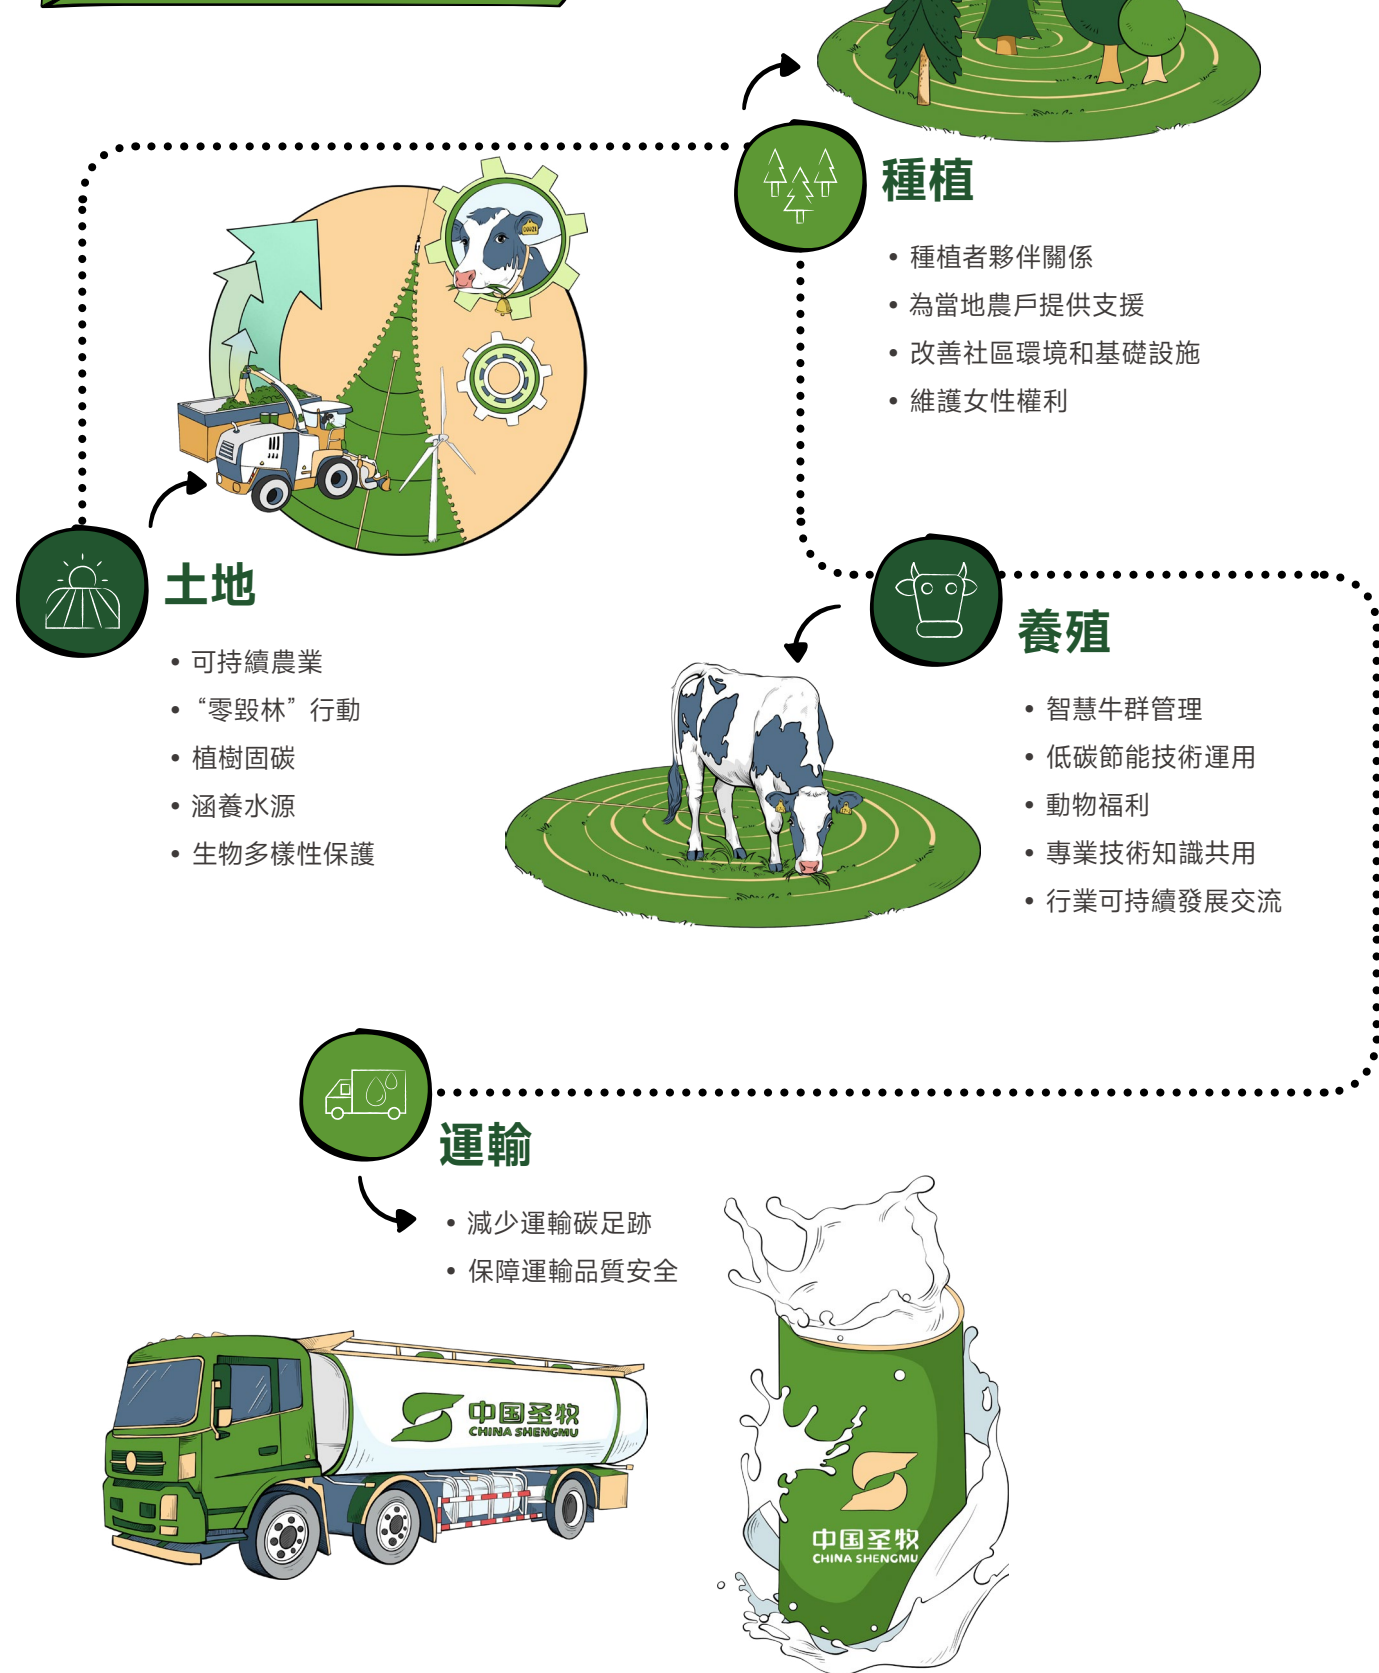 種植
• 種植者夥伴關係
• 為當地農戶提供支援
• 改善社區環境和基礎設施
• 維護女性權利
土地
• 可持續農業
• “零毀林”行動
• 植樹固碳
• 涵養水源
• 生物多樣性保護
養殖
• 智慧牛群管理
• 低碳節能技術運用
• 動物福利
• 專業技術知識共用
• 行業可持續發展交流
運輸
• 減少運輸碳足跡
• 保障運輸品質安全
中国圣牧
CHINA SHENGMU
中国圣牧
CHINA SHENGMU